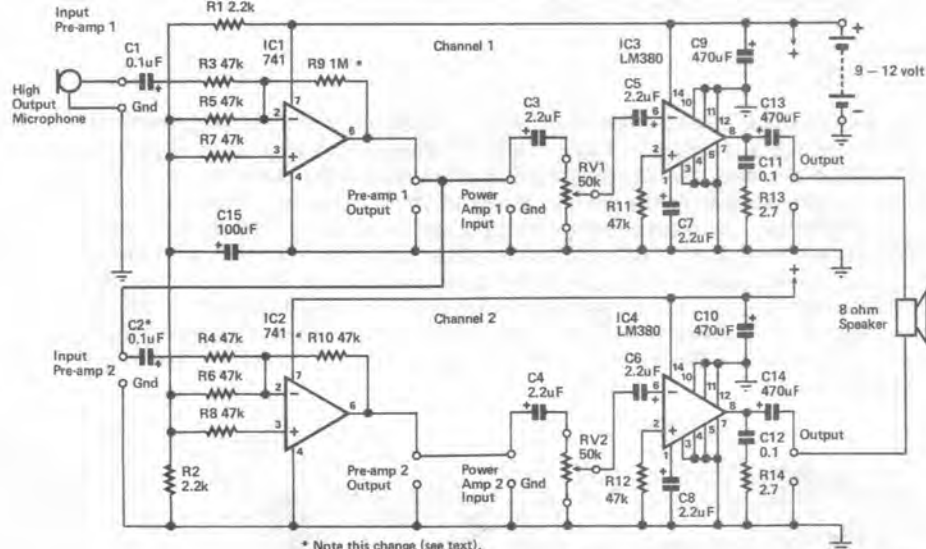 Input
Pre-amp 1
R1 2.2k
C1
0.1uF
+
High
Output
Microphone
Gnd
R3 47k
R5 47k
R7 47k
IC1
741
R9 1M *
7
2
3
6
4
Channel 1
C15
100uF
Pre-amp 1
Output
C3
2.2uF
Power
Amp 1
Input
Gnd
RV1
50k
IC3
LM380
C5
2.2uF
R11
47k
C7
2.2uF
14
10
11
12
6
2
1
3
4
5
7
8
C9
470uF
C13
470uF
C11
0.1
R13
2.7
Output
9 – 12 volt
+
−
Input
Pre-amp 2
C2*
0.1uF
Gnd
R4 47k
R6 47k
R8 47k
R2
2.2k
IC2
741 *
R10 47k
7
2
3
6
4
Channel 2
Pre-amp 2
Output
C4
2.2uF
Power
Amp 2
Input
Gnd
RV2
50k
IC4
LM380
C6
2.2uF
R12
47k
C8
2.2uF
14
10
11
12
6
2
1
3
4
5
7
8
C10
470uF
C14
470uF
C12
0.1
R14
2.7
Output
8 ohm
Speaker
* Note this change (see text).